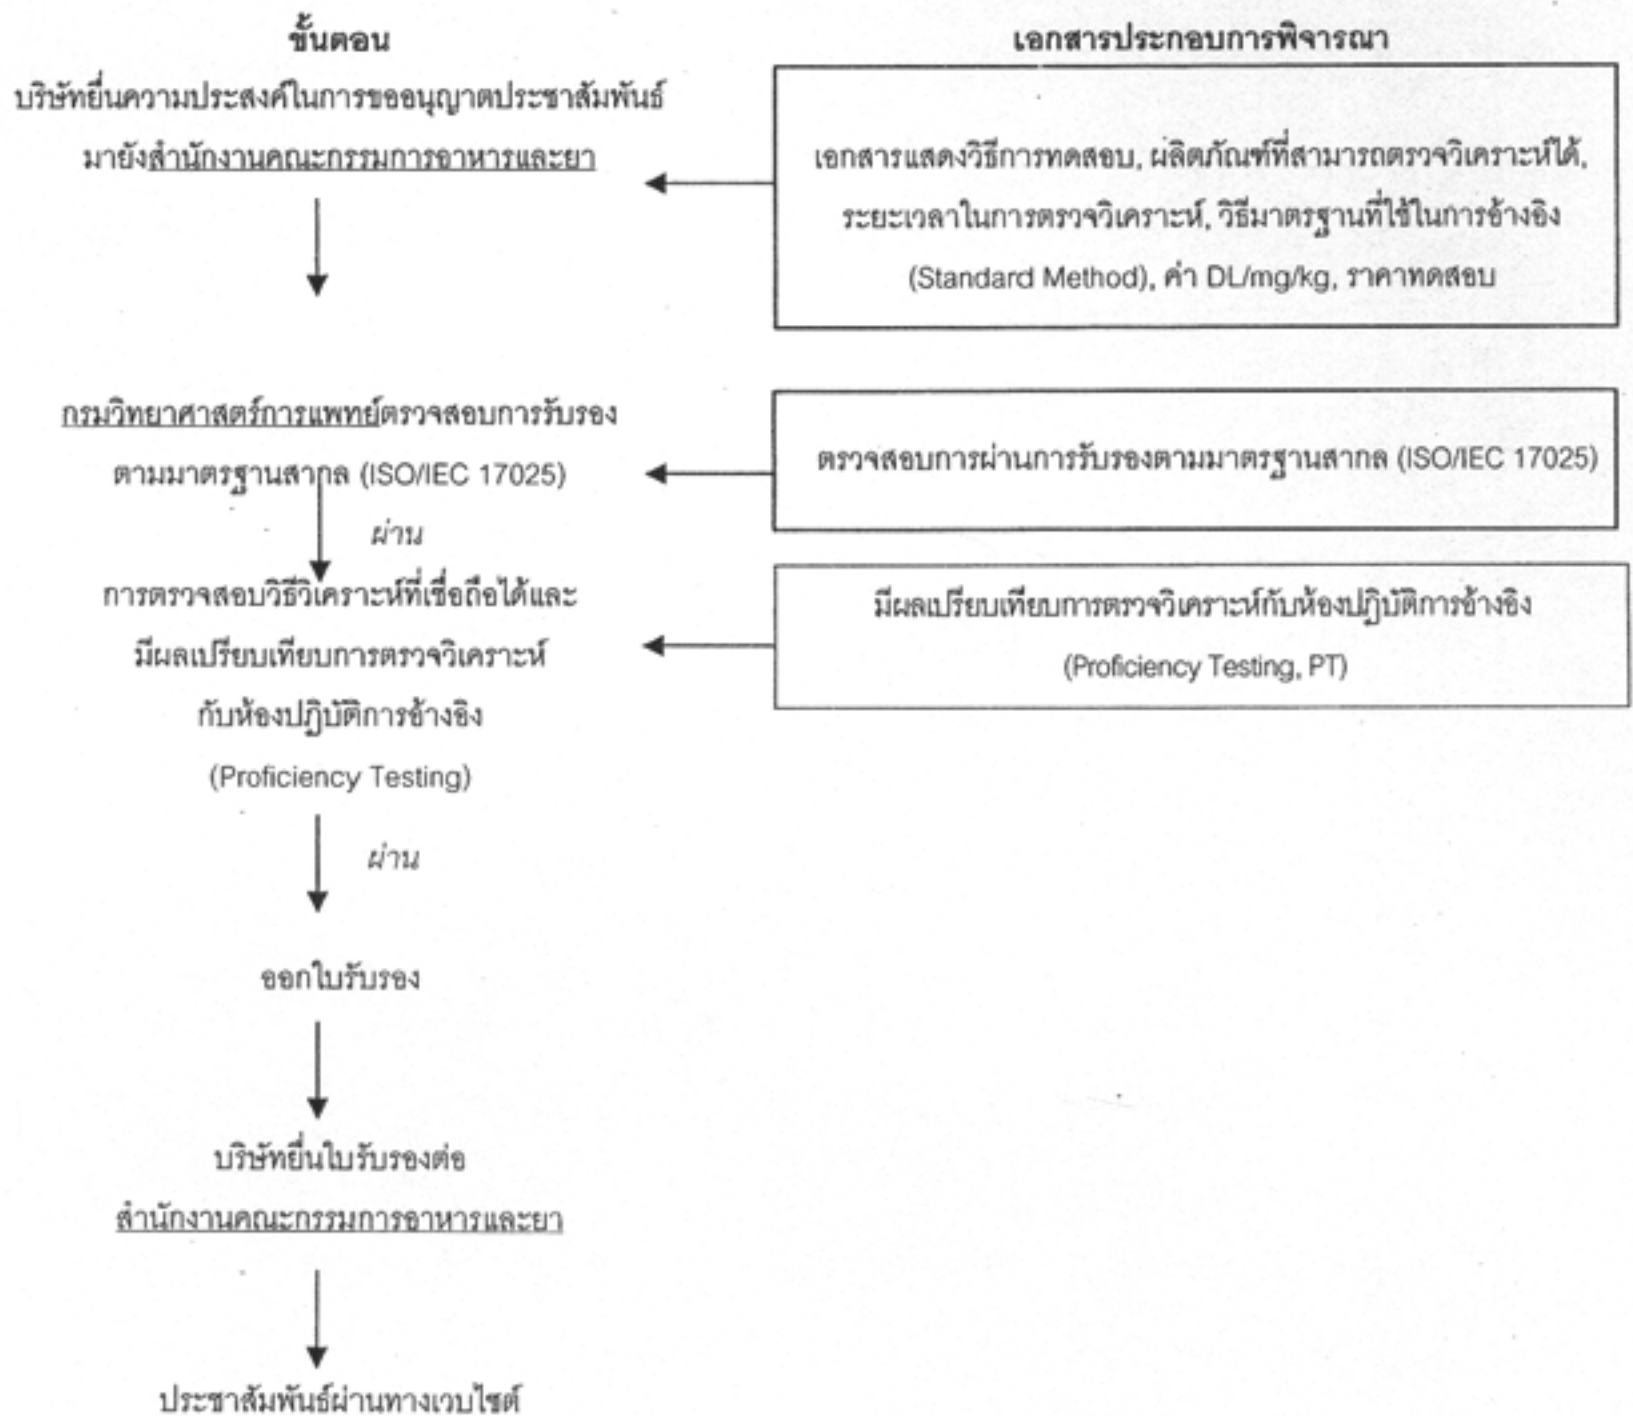 ขั้นตอน
บริษัทยื่นความประสงค์ในการขออนุญาตประชาสัมพันธ์
มายังสำนักงานคณะกรรมการอาหารและยา
กรมวิทยาศาสตร์การแพทย์ตรวจสอบการรับรอง
ตามมาตรฐานสากล (ISO/IEC 17025)
ผ่าน
การตรวจสอบวิธีวิเคราะห์ที่เชื่อถือได้และ
มีผลเปรียบเทียบการตรวจวิเคราะห์
กับห้องปฏิบัติการอ้างอิง
(Proficiency Testing)
ผ่าน
ออกใบรับรอง
บริษัทยื่นใบรับรองต่อ
สำนักงานคณะกรรมการอาหารและยา
ประชาสัมพันธ์ผ่านทางเวบไซต์
เอกสารประกอบการพิจารณา
เอกสารแสดงวิธีการทดสอบ, ผลิตภัณฑ์ที่สามารถตรวจวิเคราะห์ได้,
ระยะเวลาในการตรวจวิเคราะห์, วิธีมาตรฐานที่ใช้ในการอ้างอิง
(Standard Method), ค่า DL/mg/kg, ราคาทดสอบ
ตรวจสอบการผ่านการรับรองตามมาตรฐานสากล (ISO/IEC 17025)
มีผลเปรียบเทียบการตรวจวิเคราะห์กับห้องปฏิบัติการอ้างอิง
(Proficiency Testing, PT)